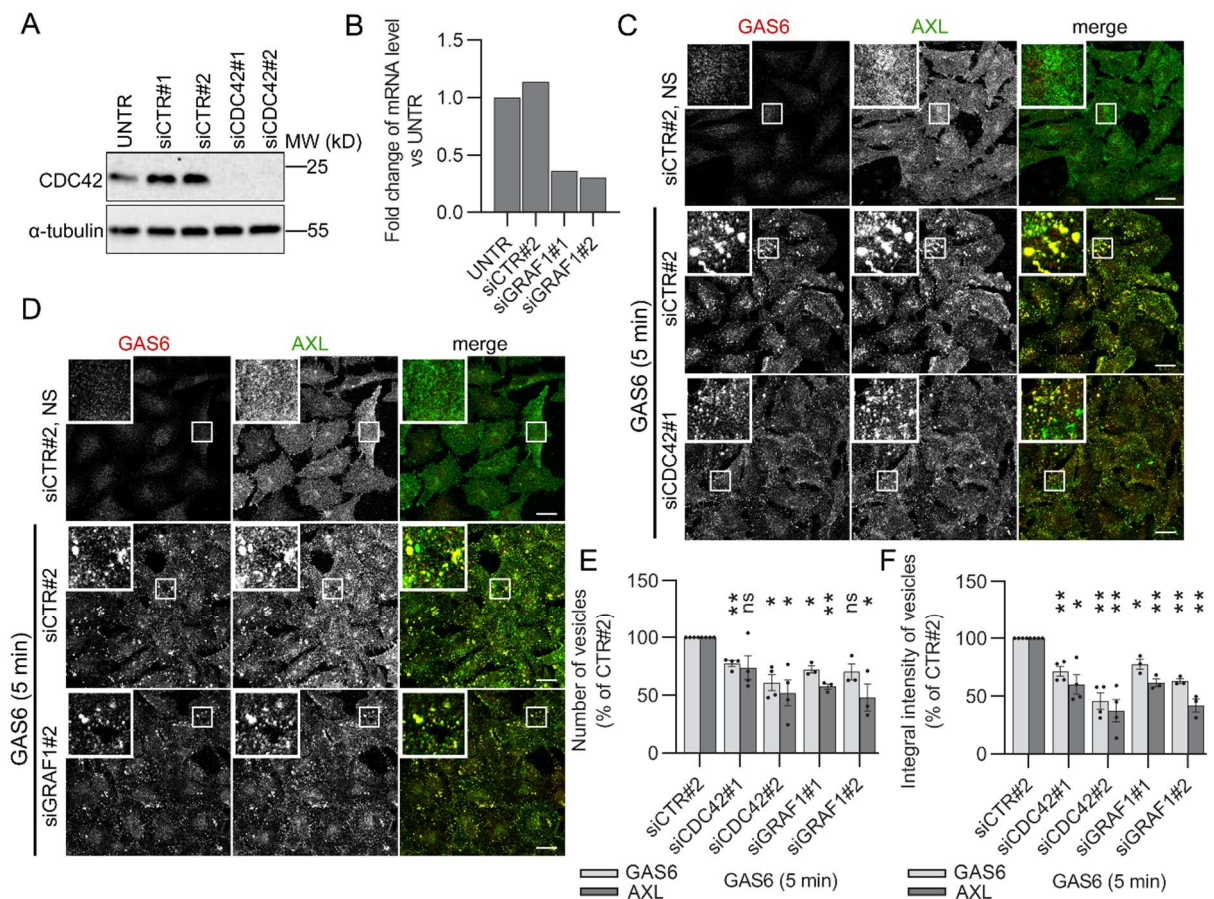 A
UNTR
siCTR#1
siCTR#2
siCDC42#1
siCDC42#2
MW (kD)
CDC42
25
α-tubulin
55
B
Fold change of mRNA level
vs UNTR
1.5
1.0
0.5
0.0
UNTR
siCTR#2
siGRAF1#1
siGRAF1#2
C
GAS6
AXL
merge
siCTR#2, NS
siCTR#2
siCDC42#1
GAS6 (5 min)
D
GAS6
AXL
merge
siCTR#2, NS
siCTR#2
siGRAF1#2
GAS6 (5 min)
E
Number of vesicles
(% of CTR#2)
150
100
50
0
** ns * * * ** ns *
siCTR#2
siCDC42#1
siCDC42#2
siGRAF1#1
siGRAF1#2
GAS6
AXL
GAS6 (5 min)
F
Integral intensity of vesicles
(% of CTR#2)
150
100
50
0
** * ** ** * ** ** **
siCTR#2
siCDC42#1
siCDC42#2
siGRAF1#1
siGRAF1#2
GAS6
AXL
GAS6 (5 min)